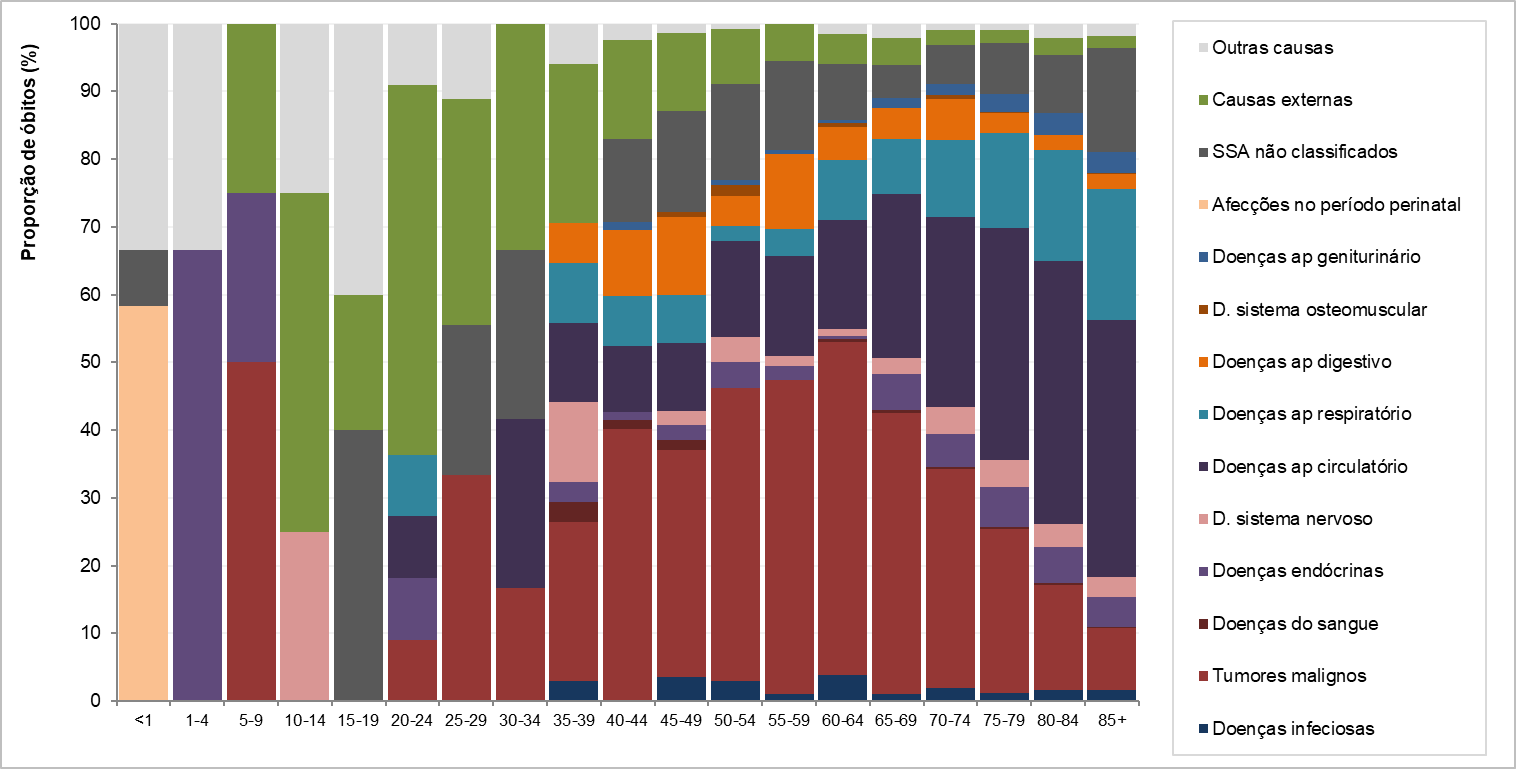 Proporção de óbitos (%)
100
90
80
70
60
50
40
30
20
10
0
<1 1-4 5-9 10-14 15-19 20-24 25-29 30-34 35-39 40-44 45-49 50-54 55-59 60-64 65-69 70-74 75-79 80-84 85+
Outras causas
Causas externas
SSA não classificados
Afecções no período perinatal
Doenças ap geniturinário
D. sistema osteomuscular
Doenças ap digestivo
Doenças ap respiratório
Doenças ap circulatório
D. sistema nervoso
Doenças endócrinas
Doenças do sangue
Tumores malignos
Doenças infeciosas